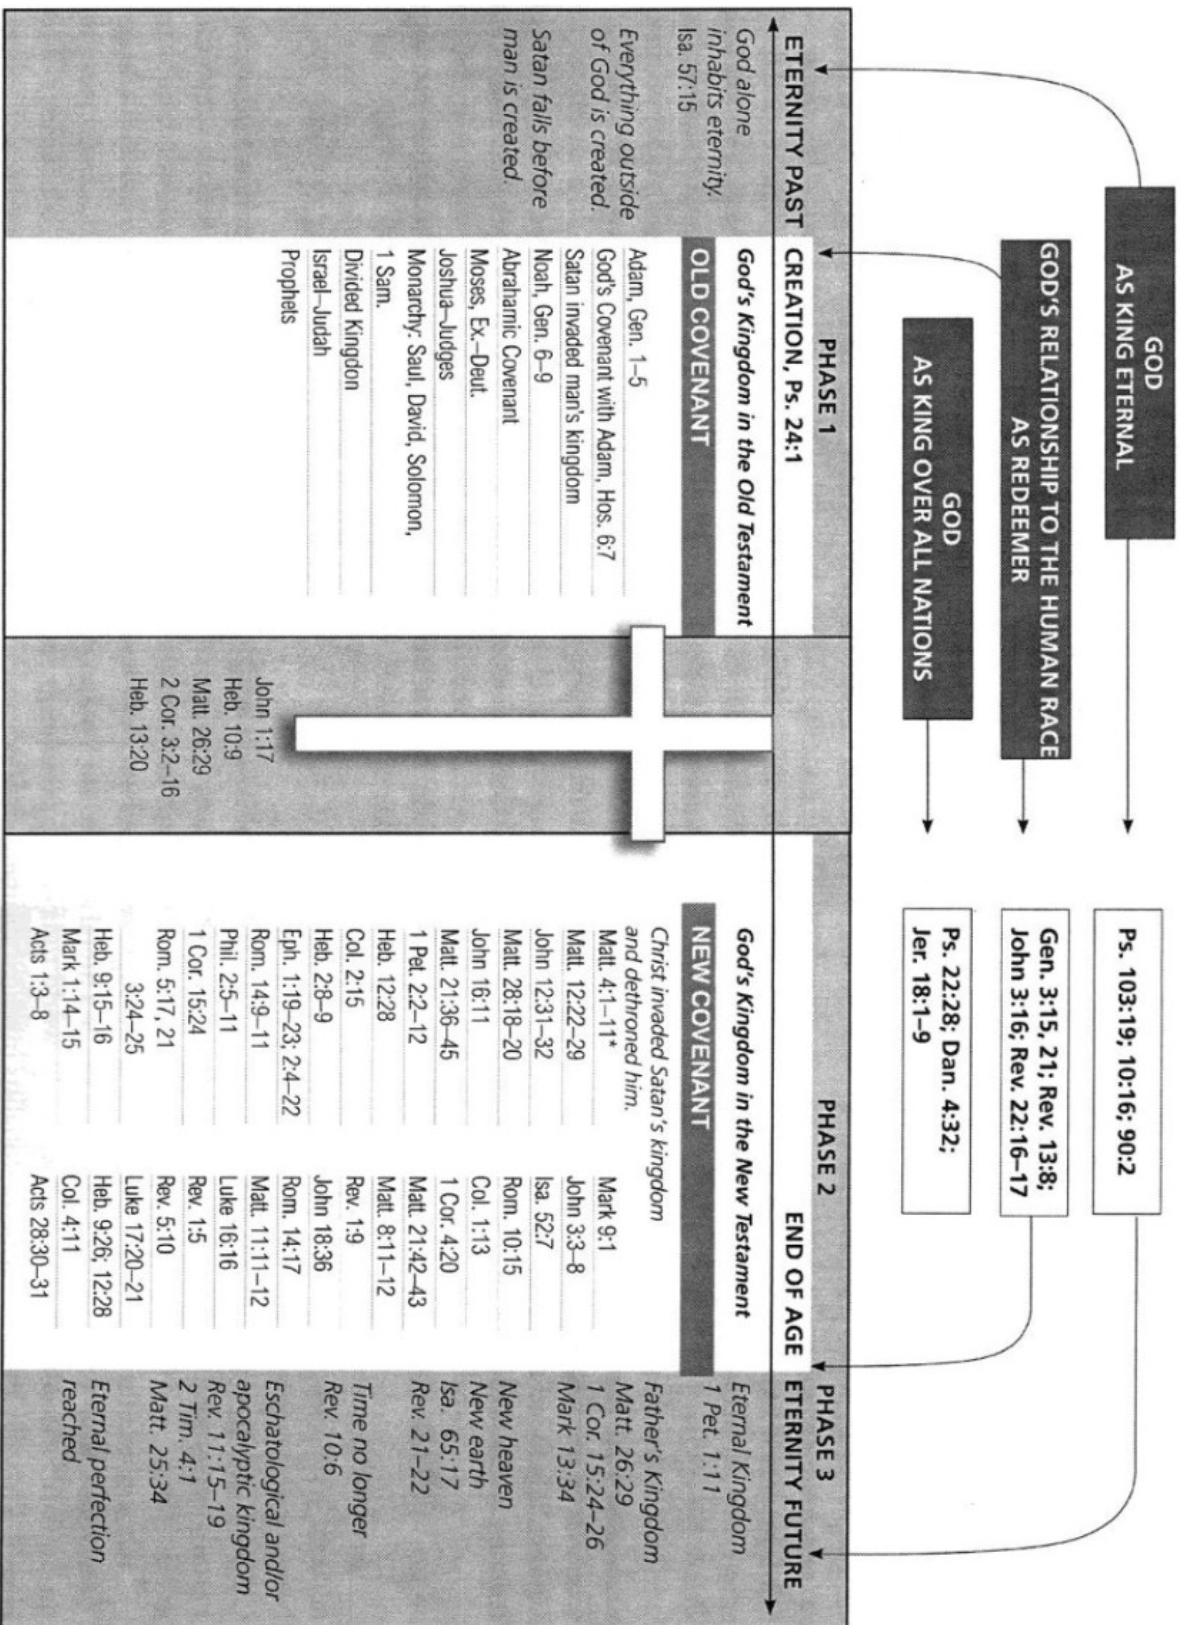 GOD
AS KING ETERNAL
Ps. 103:19; 10:16; 90:2
GOD'S RELATIONSHIP TO THE HUMAN RACE
AS REDEEMER
Gen. 3:15, 21; Rev. 13:8;
John 3:16; Rev. 22:16–17
GOD
AS KING OVER ALL NATIONS
Ps. 22:28; Dan. 4:32;
Jer. 18:1–9
PHASE 1
PHASE 2
PHASE 3
ETERNITY PAST
CREATION, Ps. 24:1
END OF AGE
ETERNITY FUTURE
God alone
inhabits eternity.
Isa. 57:15
Everything outside
of God is created.
Satan falls before
man is created.
God's Kingdom in the Old Testament
OLD COVENANT
Adam, Gen. 1–5
God's Covenant with Adam, Hos. 6:7
Satan invaded man's kingdom
Noah, Gen. 6–9
Abrahamic Covenant
Moses, Ex.–Deut.
Joshua–Judges
Monarchy: Saul, David, Solomon,
1 Sam.
Divided Kingdon
Israel–Judah
Prophets
John 1:17
Heb. 10:9
Matt. 26:29
2 Cor. 3:2–16
Heb. 13:20
God's Kingdom in the New Testament
NEW COVENANT
Christ invaded Satan's kingdom
and dethroned him.
Matt. 4:1–11*
Matt. 12:22–29
John 12:31–32
Matt. 28:18–20
John 16:11
Matt. 21:36–45
1 Pet. 2:2–12
Heb. 12:28
Col. 2:15
Heb. 2:8–9
Eph. 1:19–23; 2:4–22
Rom. 14:9–11
Phil. 2:5–11
1 Cor. 15:24
Rom. 5:17, 21
3:24–25
Heb. 9:15–16
Mark 1:14–15
Acts 1:3–8
Mark 9:1
John 3:3–8
Isa. 52:7
Rom. 10:15
Col. 1:13
1 Cor. 4:20
Matt. 21:42–43
Matt. 8:11–12
Rev. 1:9
John 18:36
Rom. 14:17
Matt. 11:11–12
Luke 16:16
Rev. 1:5
Rev. 5:10
Luke 17:20–21
Heb. 9:26; 12:28
Col. 4:11
Acts 28:30–31
Eternal Kingdom
1 Pet. 1:11
Father's Kingdom
Matt. 26:29
1 Cor. 15:24–26
Mark 13:34
New heaven
New earth
Isa. 65:17
Rev. 21–22
Time no longer
Rev. 10:6
Eschatological and/or
apocalyptic kingdom
Rev. 11:15–19
2 Tim. 4:1
Matt. 25:34
Eternal perfection
reached